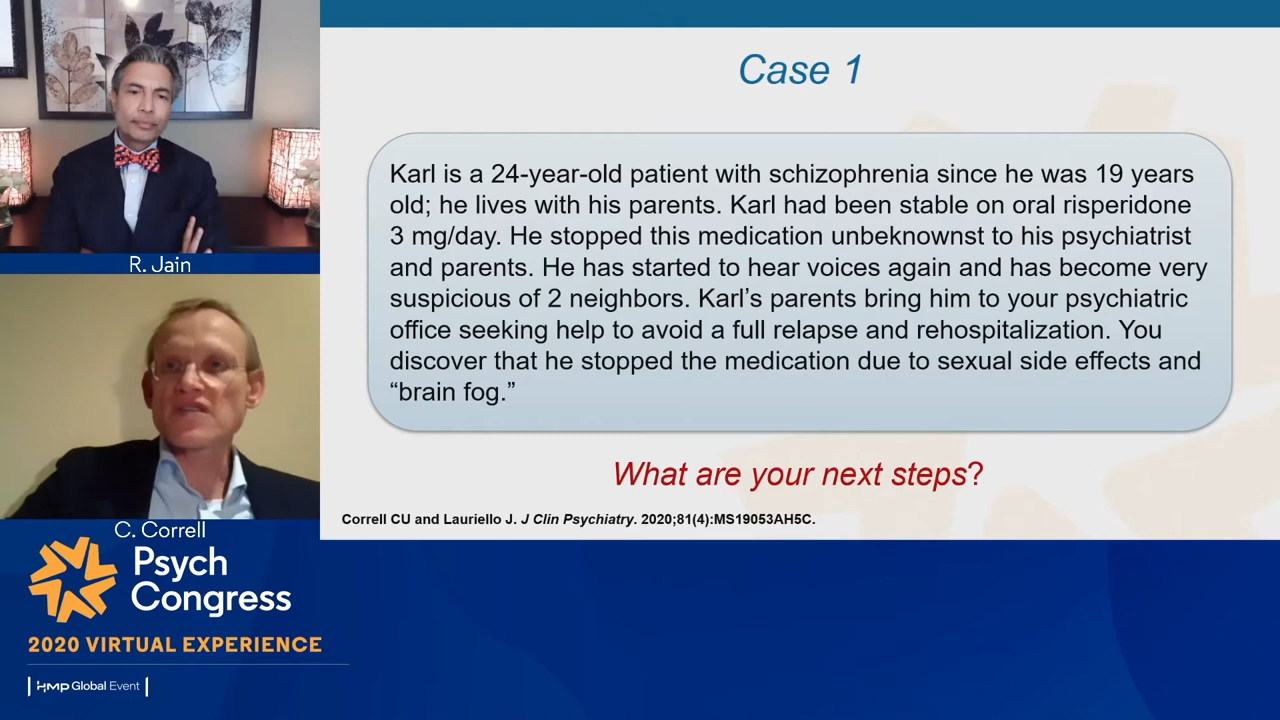 Case 1
Karl is a 24-year-old patient with schizophrenia since he was 19 years
old; he lives with his parents. Karl had been stable on oral risperidone
3 mg/day. He stopped this medication unbeknownst to his psychiatrist
and parents. He has started to hear voices again and has become very
suspicious of 2 neighbors. Karl’s parents bring him to your psychiatric
office seeking help to avoid a full relapse and rehospitalization. You
discover that he stopped the medication due to sexual side effects and
“brain fog.”
What are your next steps?
Correll CU and Lauriello J. J Clin Psychiatry. 2020;81(4):MS19053AH5C.
R. Jain
C. Correll
Psych
Congress
2020 VIRTUAL EXPERIENCE
HMP Global Event